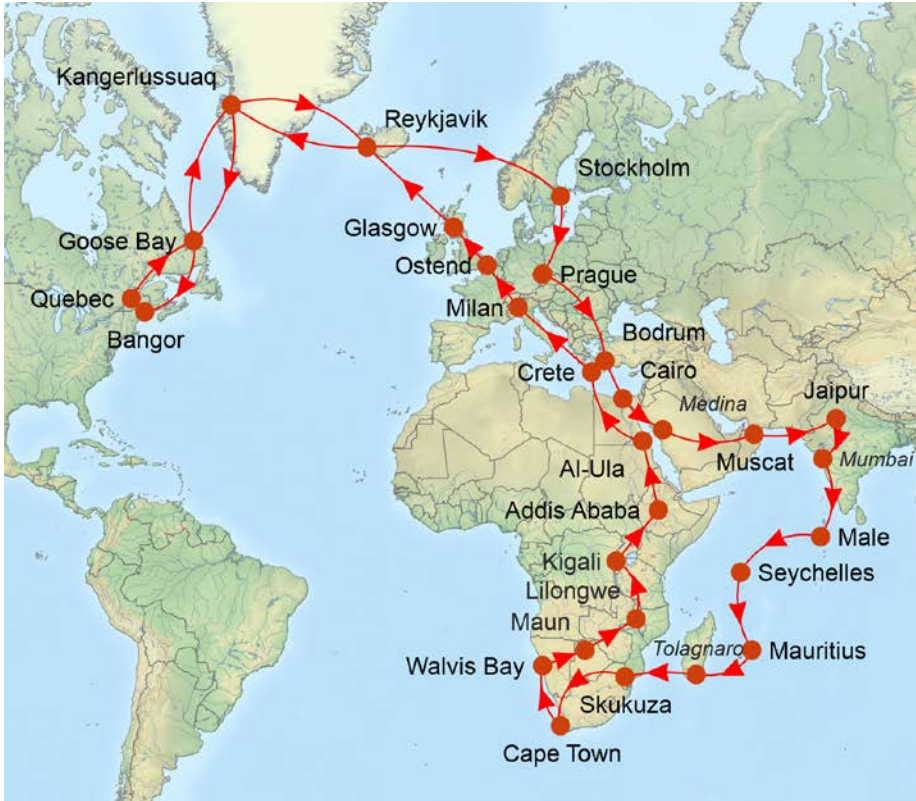 Kangerlussuaq
Reykjavik
Stockholm
Glasgow
Goose Bay
Ostend
Prague
Quebec
Milan
Bangor
Bodrum
Crete
Cairo
Jaipur
Medina
Mumbai
Muscat
Al-Ula
Addis Ababa
Male
Kigali
Seychelles
Lilongwe
Maun
Tolagnaro
Mauritius
Walvis Bay
Skukuza
Cape Town